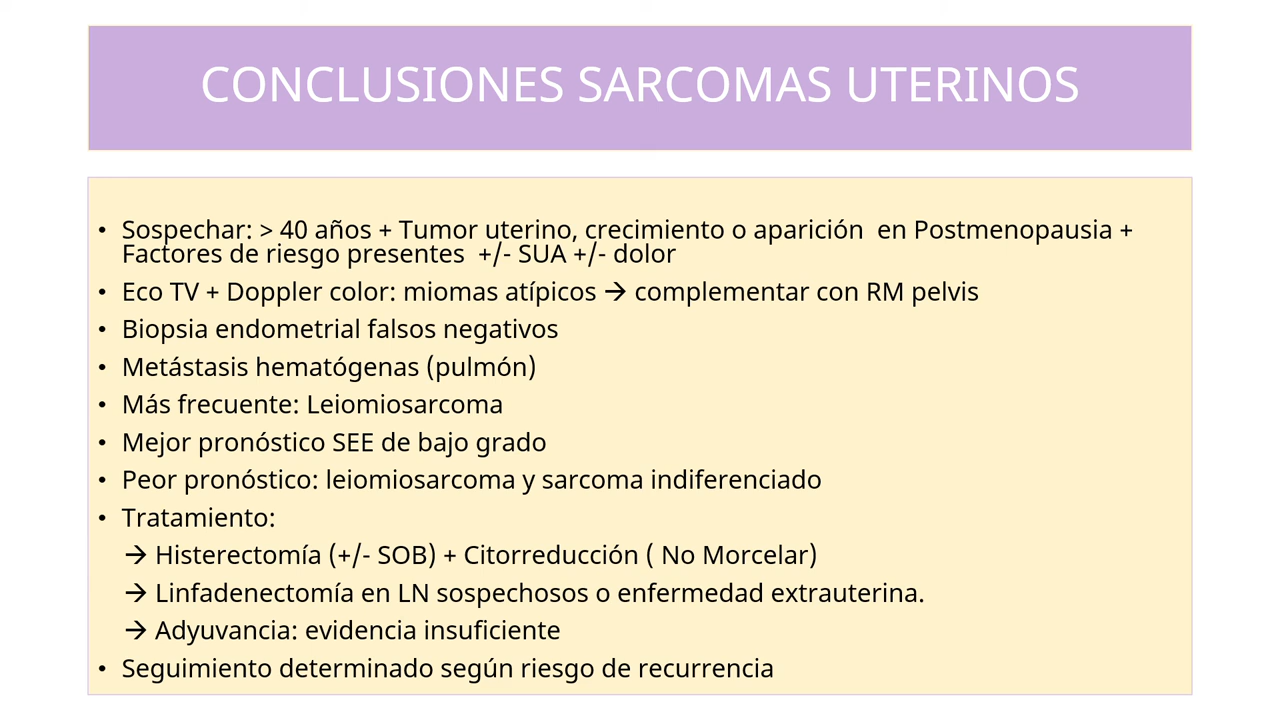 CONCLUSIONES SARCOMAS UTERINOS
• Sospechar: > 40 años + Tumor uterino, crecimiento o aparición  en Postmenopausia +
Factores de riesgo presentes  +/- SUA +/- dolor
• Eco TV + Doppler color: miomas atípicos → complementar con RM pelvis
• Biopsia endometrial falsos negativos
• Metástasis hematógenas (pulmón)
• Más frecuente: Leiomiosarcoma
• Mejor pronóstico SEE de bajo grado
• Peor pronóstico: leiomiosarcoma y sarcoma indiferenciado
• Tratamiento:
→ Histerectomía (+/- SOB) + Citorreducción ( No Morcelar)
→ Linfadenectomía en LN sospechosos o enfermedad extrauterina.
→ Adyuvancia: evidencia insuficiente
• Seguimiento determinado según riesgo de recurrencia